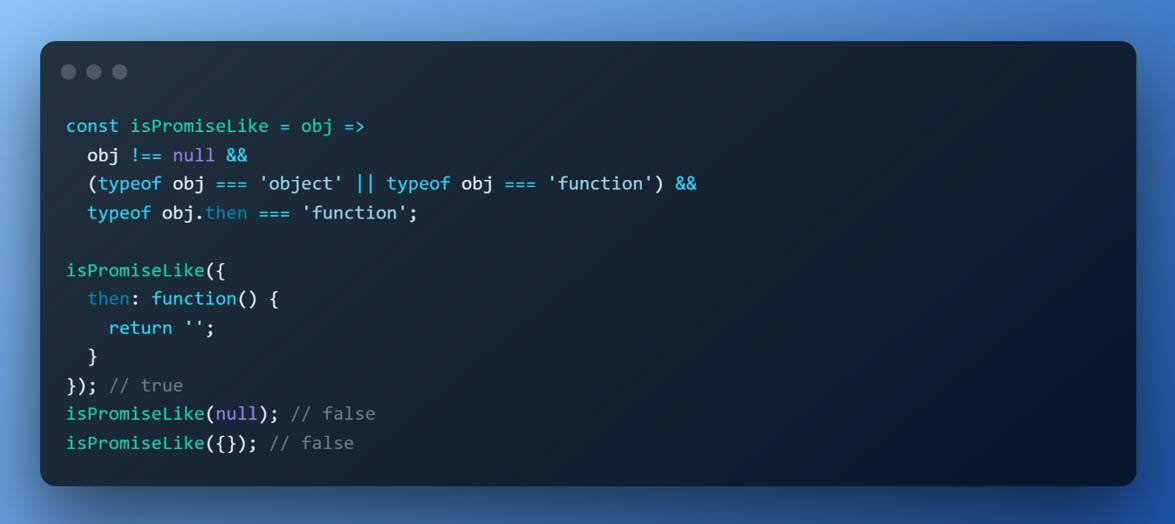 const isPromiseLike = obj =>
  obj !== null &&
  (typeof obj === 'object' || typeof obj === 'function') &&
  typeof obj.then === 'function';

isPromiseLike({
  then: function() {
    return '';
  }
}); // true
isPromiseLike(null); // false
isPromiseLike({}); // false